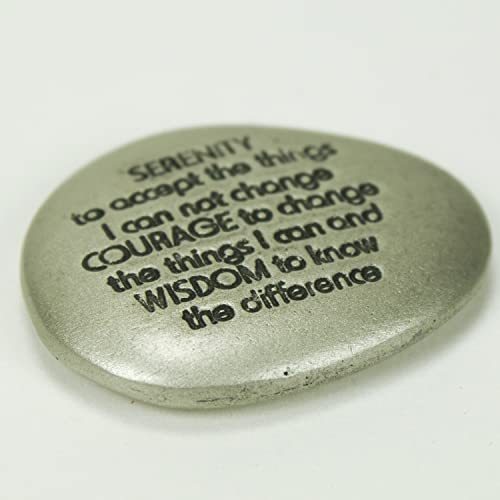 SERENITY
to accept the things
I can not change
COURAGE to change
the things I can and
WISDOM to know
the difference